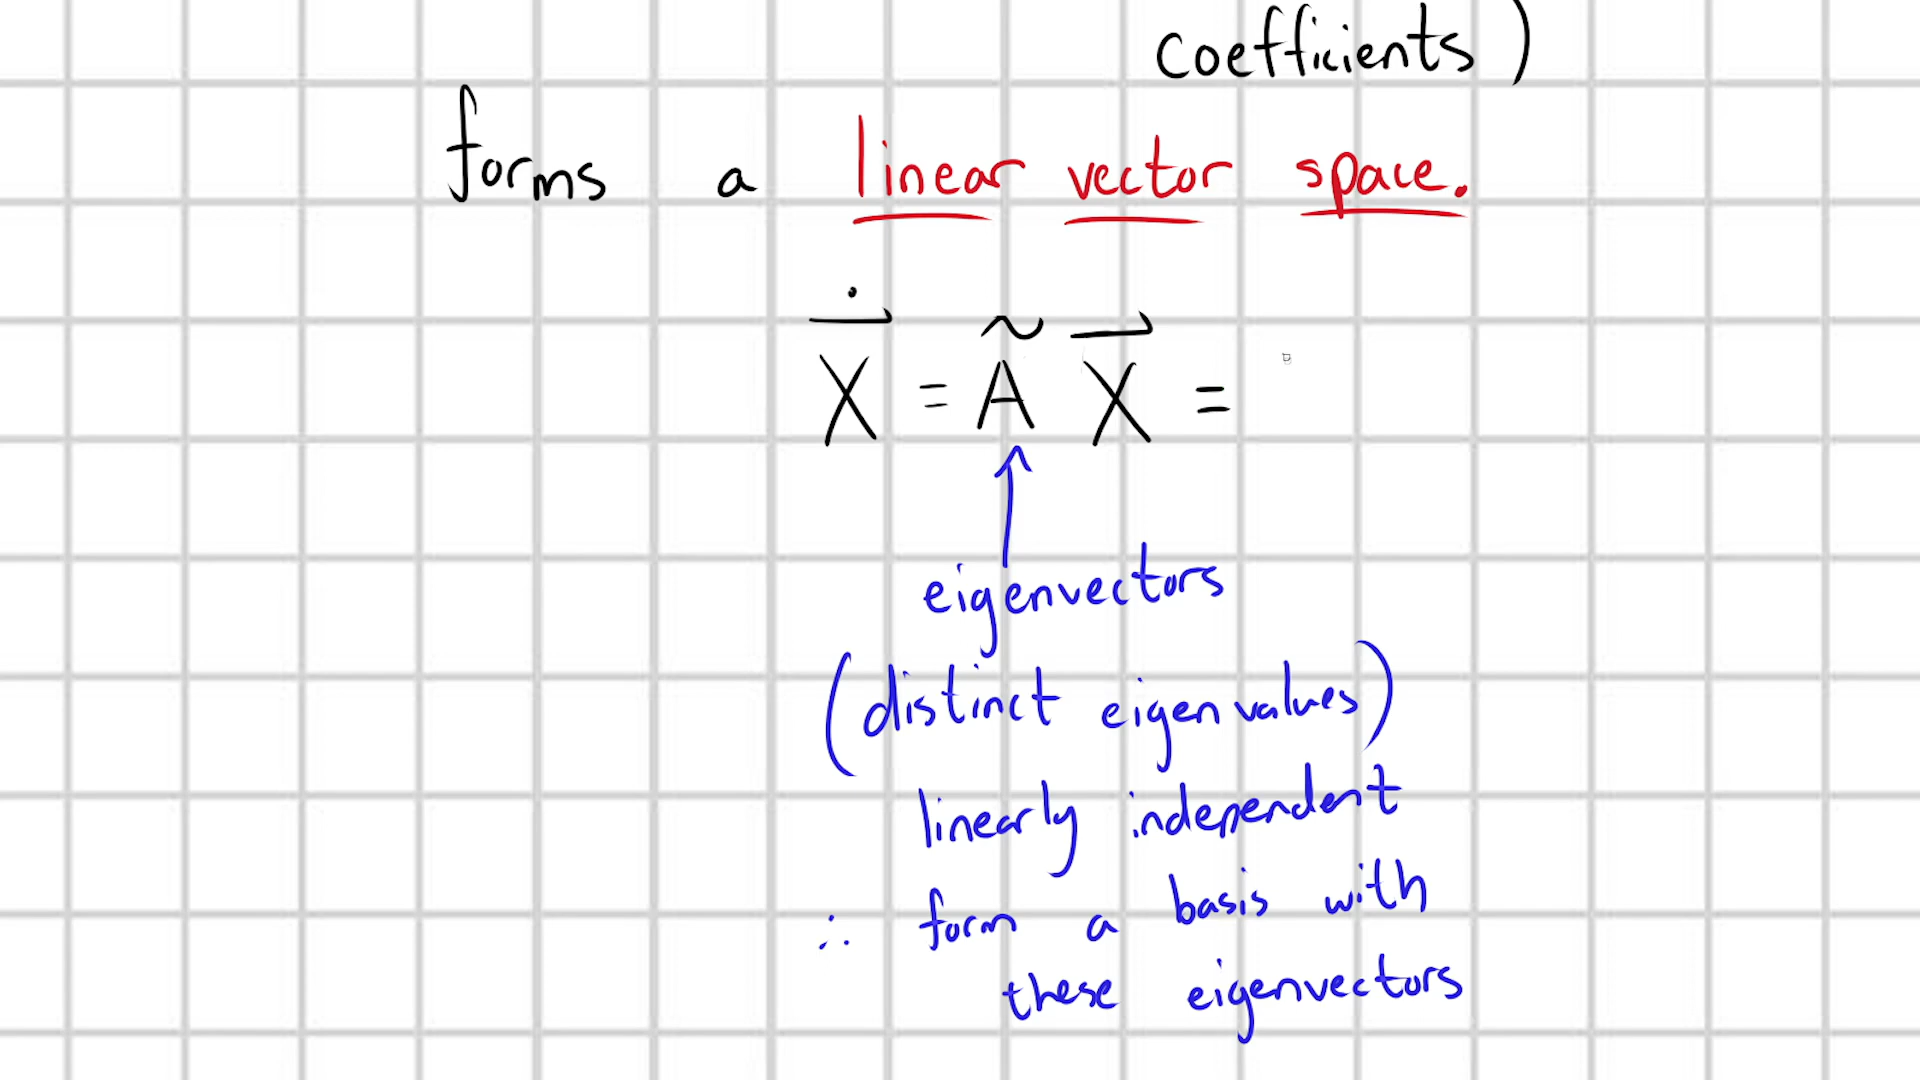 coefficients)
forms a linear vector space.
Ẋ⃗ = Ã X⃗ =
eigenvectors
(distinct eigenvalues)
linearly independent
∴ form a basis with
these eigenvectors